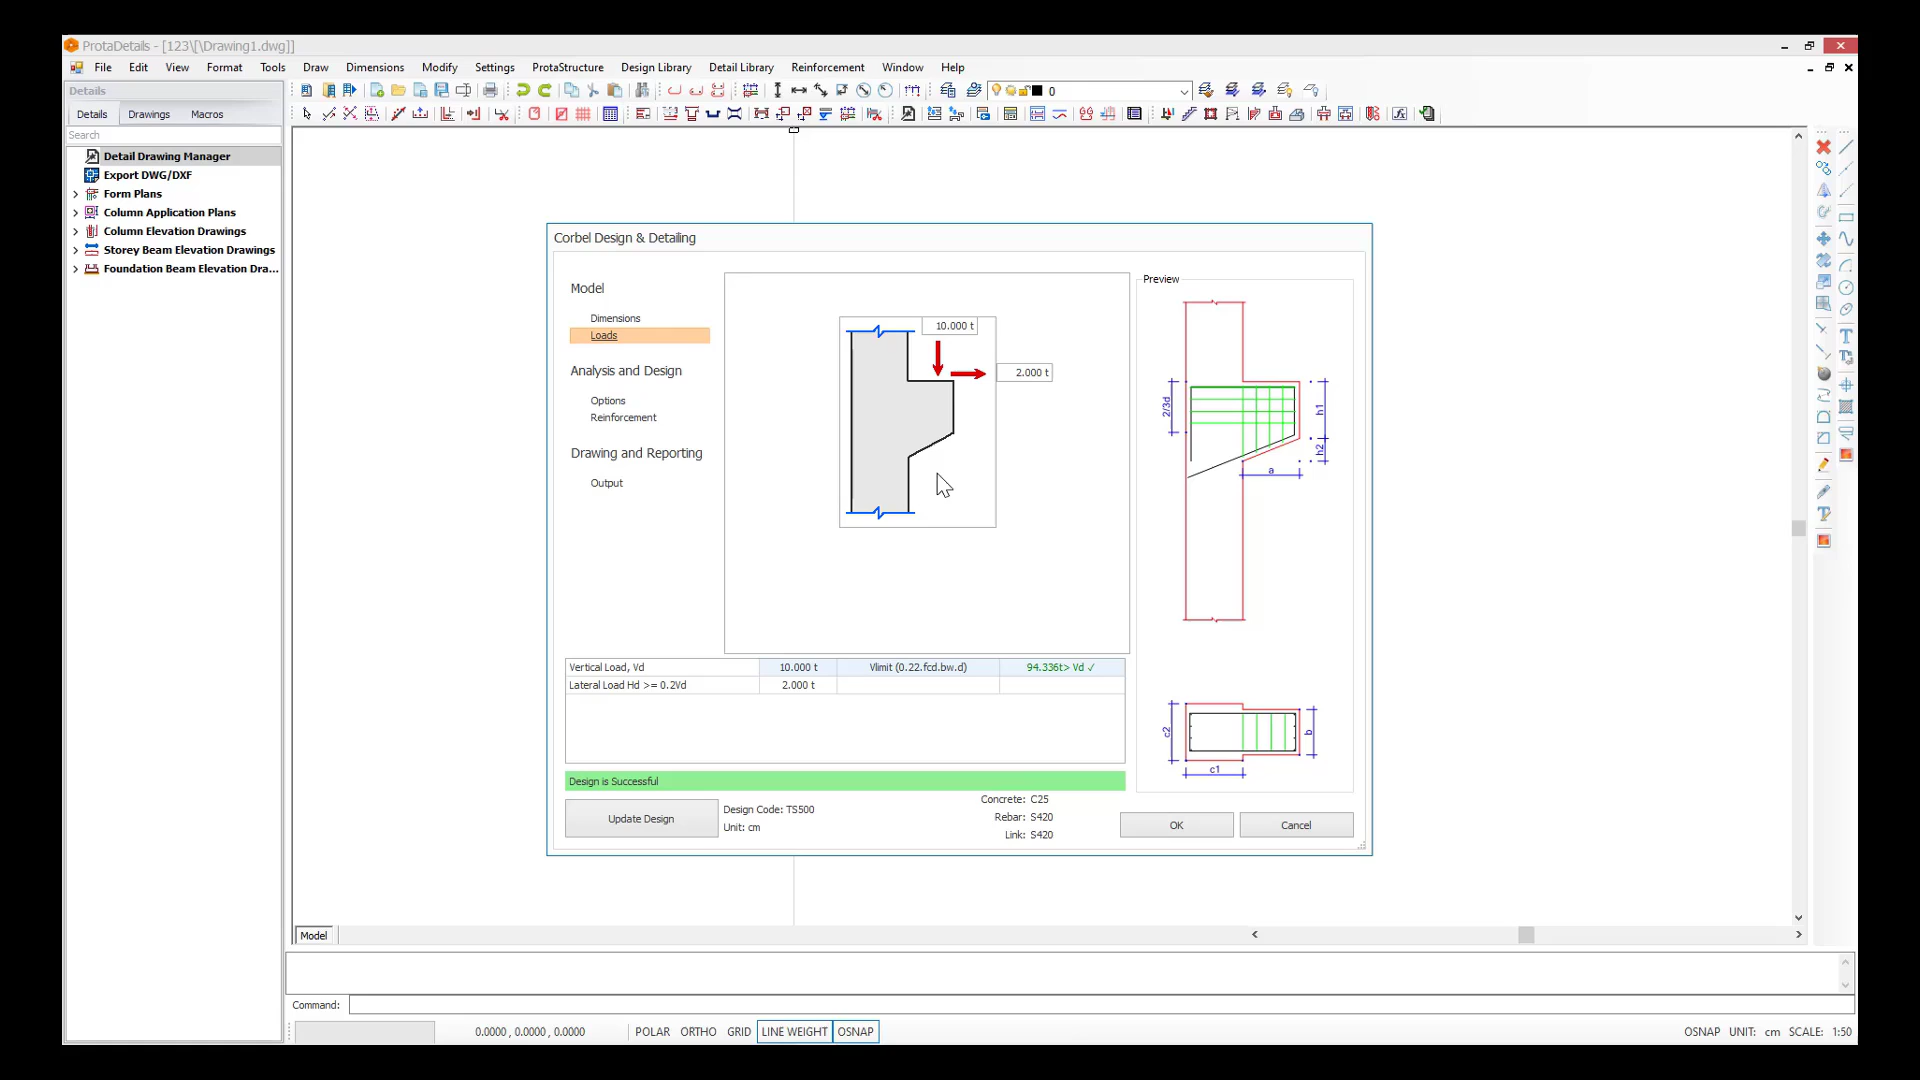 ProtaDetails - [123\[\Drawing1.dwg]]
File Edit View Format Tools Draw Dimensions Modify Settings ProtaStructure Design Library Detail Library Reinforcement Window Help
0
Details
Details Drawings Macros
Search
Detail Drawing Manager
Export DWG/DXF
Form Plans
Column Application Plans
Column Elevation Drawings
Storey Beam Elevation Drawings
Foundation Beam Elevation Dra...
Corbel Design & Detailing
Model
Dimensions
Loads
Analysis and Design
Options
Reinforcement
Drawing and Reporting
Output
10.000 t
2.000 t
Preview
2/3d
h1
h2
a
c2
b
c1
Vertical Load, Vd 10.000 t Vlimit (0.22.fcd.bw.d) 94.336t> Vd ✓
Lateral Load Hd >= 0.2Vd 2.000 t
Design is Successful
Update Design
Design Code: TS500
Unit: cm
Concrete: C25
Rebar: S420
Link: S420
OK
Cancel
Model
Command:
0.0000 , 0.0000 , 0.0000 POLAR ORTHO GRID LINE WEIGHT OSNAP OSNAP UNIT: cm SCALE: 1:50